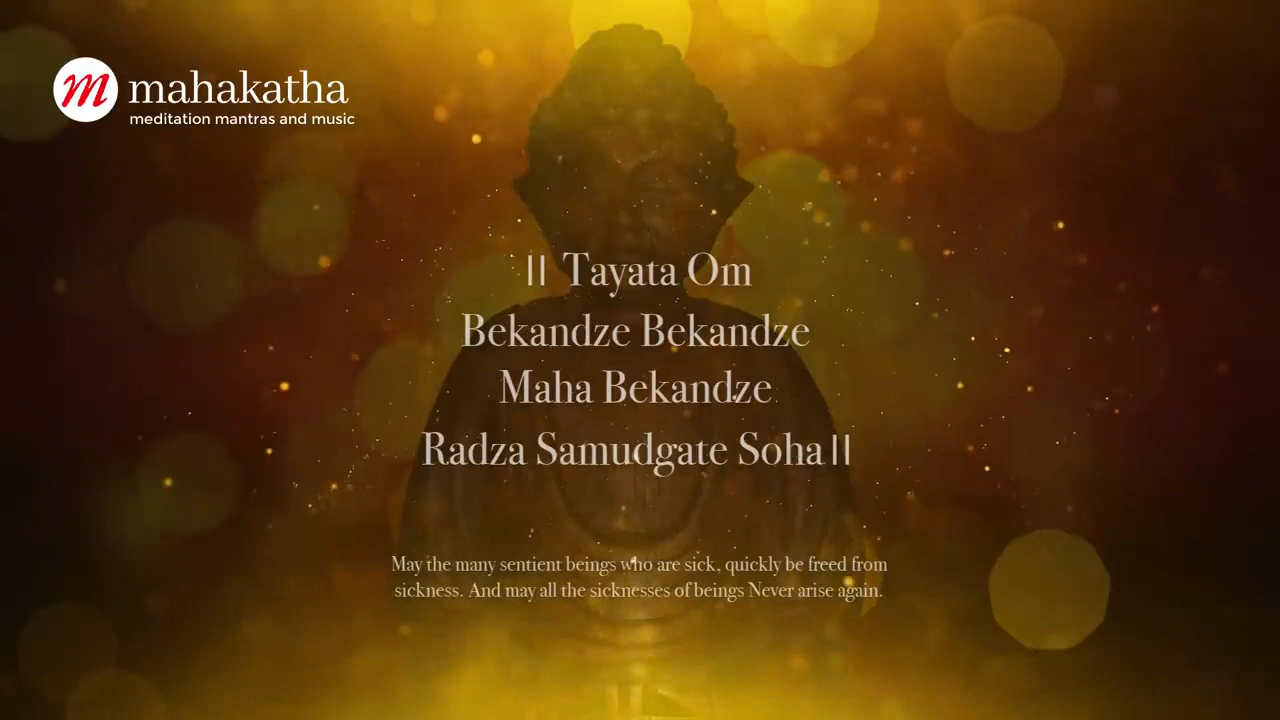 mahakatha
meditation mantras and music
|| Tayata Om
Bekandze Bekandze
Maha Bekandze
Radza Samudgate Soha||
May the many sentient beings who are sick, quickly be freed from
sickness. And may all the sicknesses of beings Never arise again.